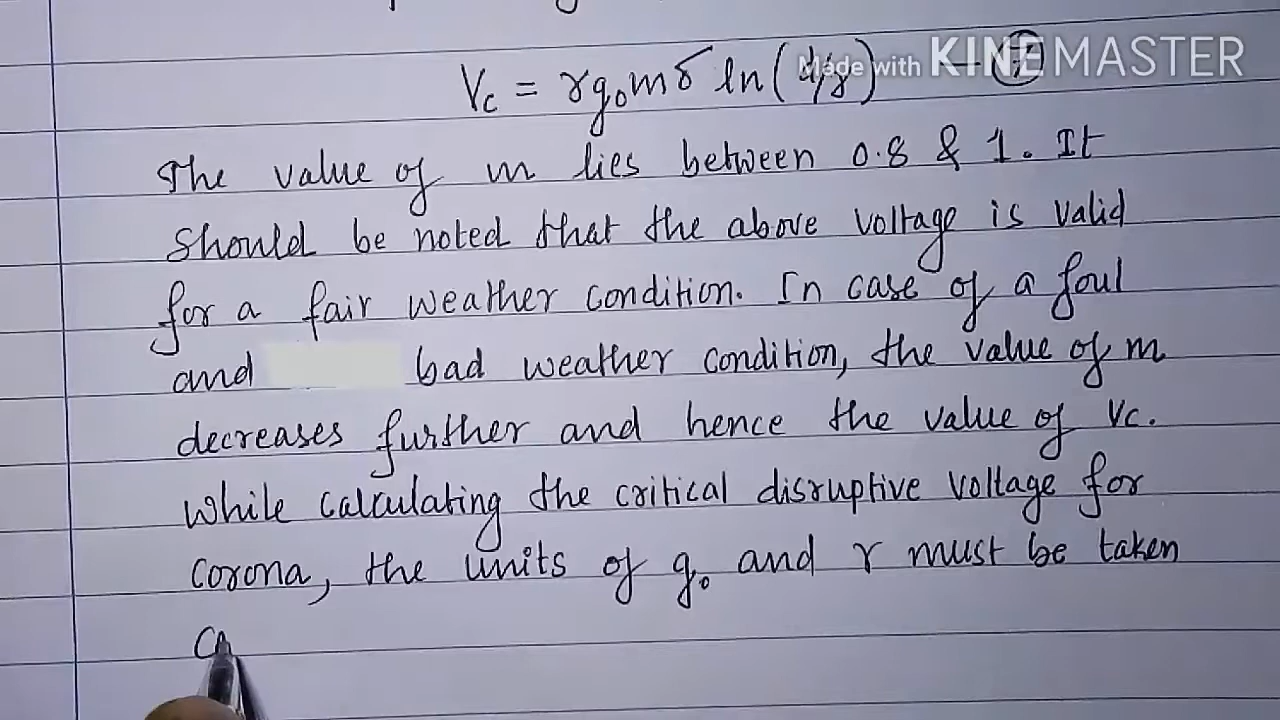 Vc = rg₀mδ ln(d/r) —
Made with KINEMASTER
The value of m lies between 0.8 & 1. It
should be noted that the above voltage is valid
for a fair weather condition. In case of a foul
and bad weather condition, the value of m
decreases further and hence the value of Vc.
While calculating the critical disruptive voltage for
corona, the units of g₀ and r must be taken